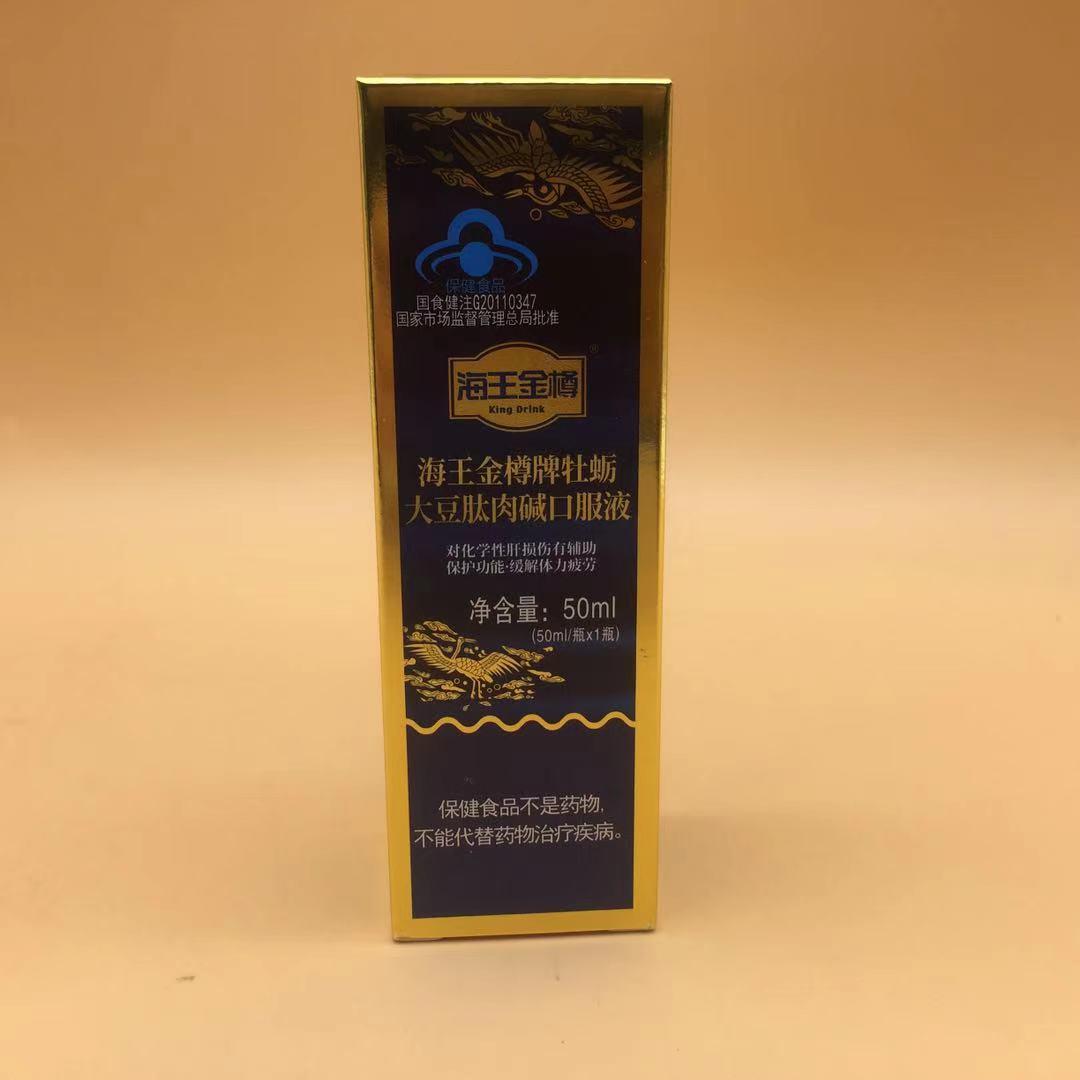 保健食品
国食健注G20110347
国家市场监督管理总局批准
海王金樽®
King Drink
海王金樽牌牡蛎
大豆肽肉碱口服液
对化学性肝损伤有辅助
保护功能·缓解体力疲劳
净含量：50ml
(50ml/瓶x1瓶)
保健食品不是药物，
不能代替药物治疗疾病。